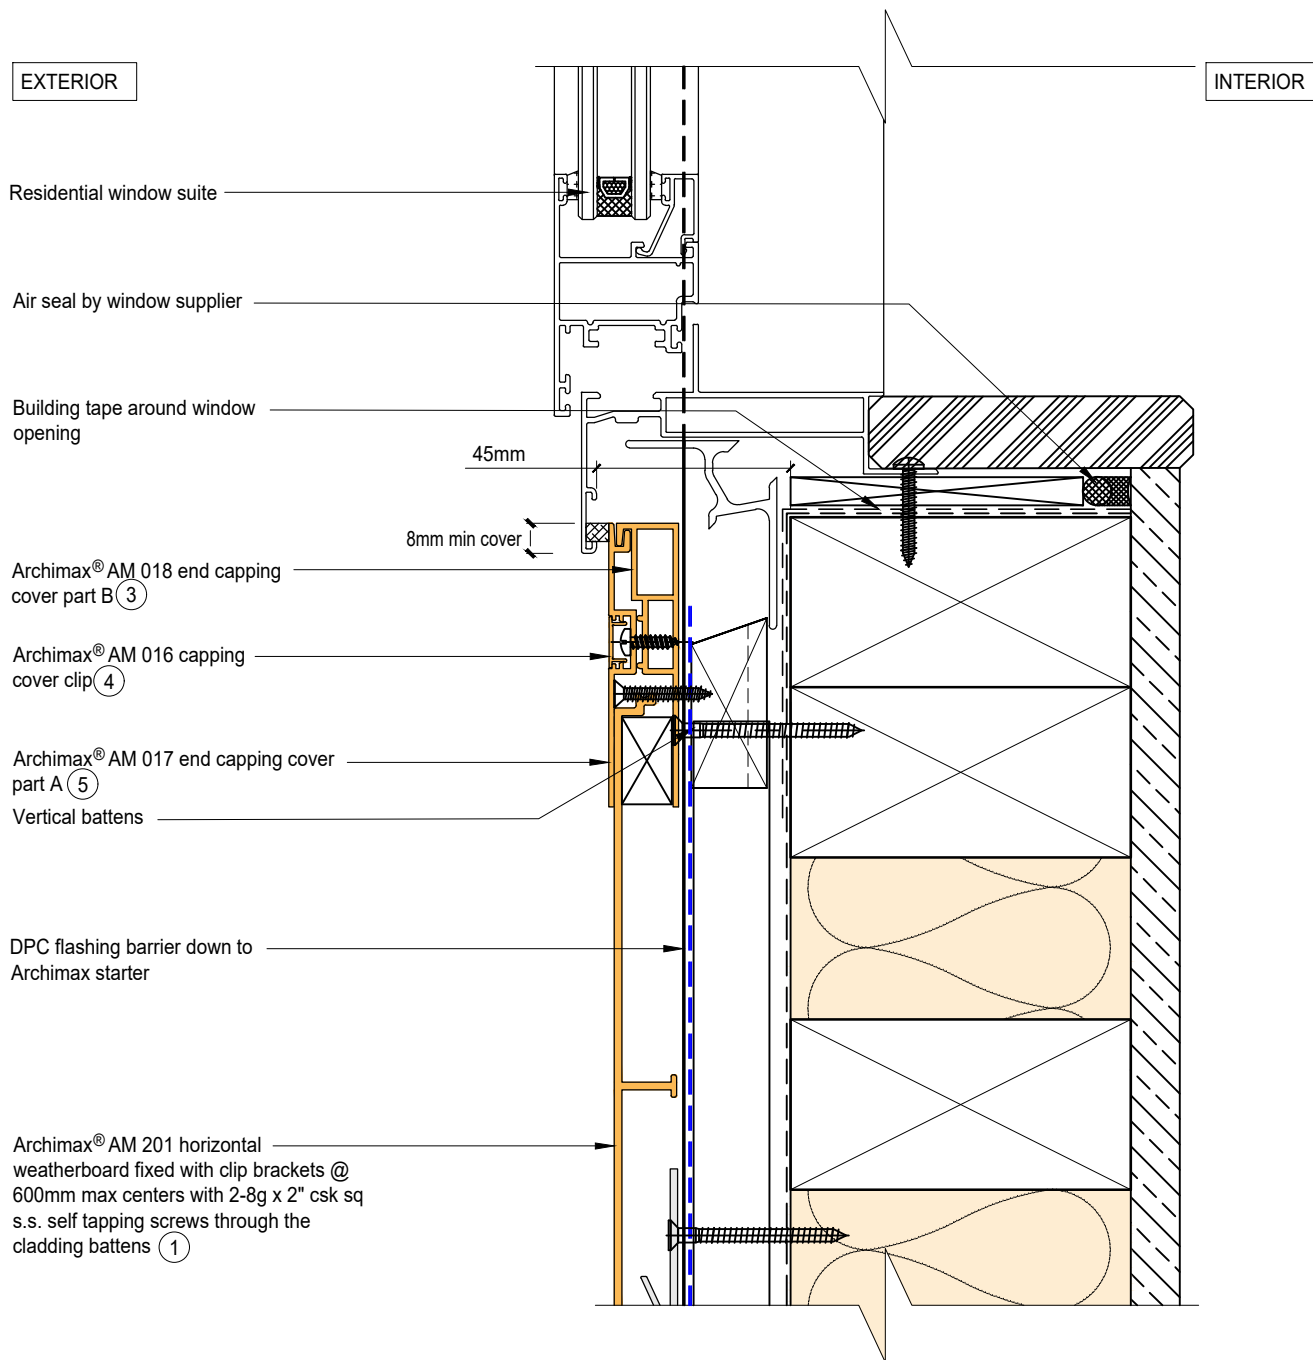 EXTERIOR
INTERIOR
Residential window suite
Air seal by window supplier
Building tape around window
opening
45mm
8mm min cover
Archimax® AM 018 end capping
cover part B 3
Archimax® AM 016 capping
cover clip 4
Archimax® AM 017 end capping cover
part A 5
Vertical battens
DPC flashing barrier down to
Archimax starter
Archimax® AM 201 horizontal
weatherboard fixed with clip brackets @
600mm max centers with 2-8g x 2" csk sq
s.s. self tapping screws through the
cladding battens 1